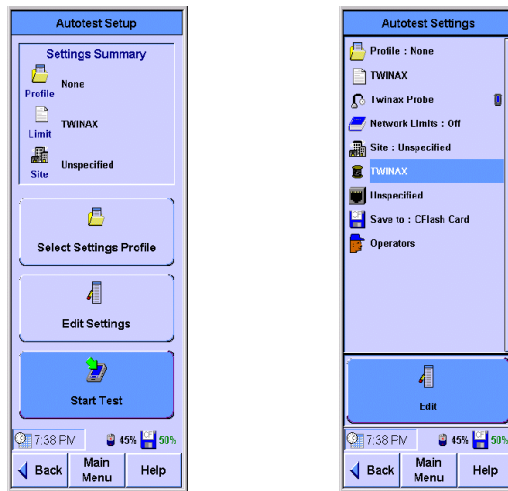 Autotest Setup
Settings Summary
None
Profile
TWINAX
Limit
Unspecified
Site
Select Settings Profile
Edit Settings
Start Test
7:38 PM
45%
CF
50%
Back
Main
Menu
Help
Autotest Settings
Profile : None
TWINAX
Twinax Probe
Network Limits : Off
Site : Unspecified
TWINAX
Unspecified
Save to : CFlash Card
Operators
Edit
7:38 PM
45%
CF
50%
Back
Main
Menu
Help